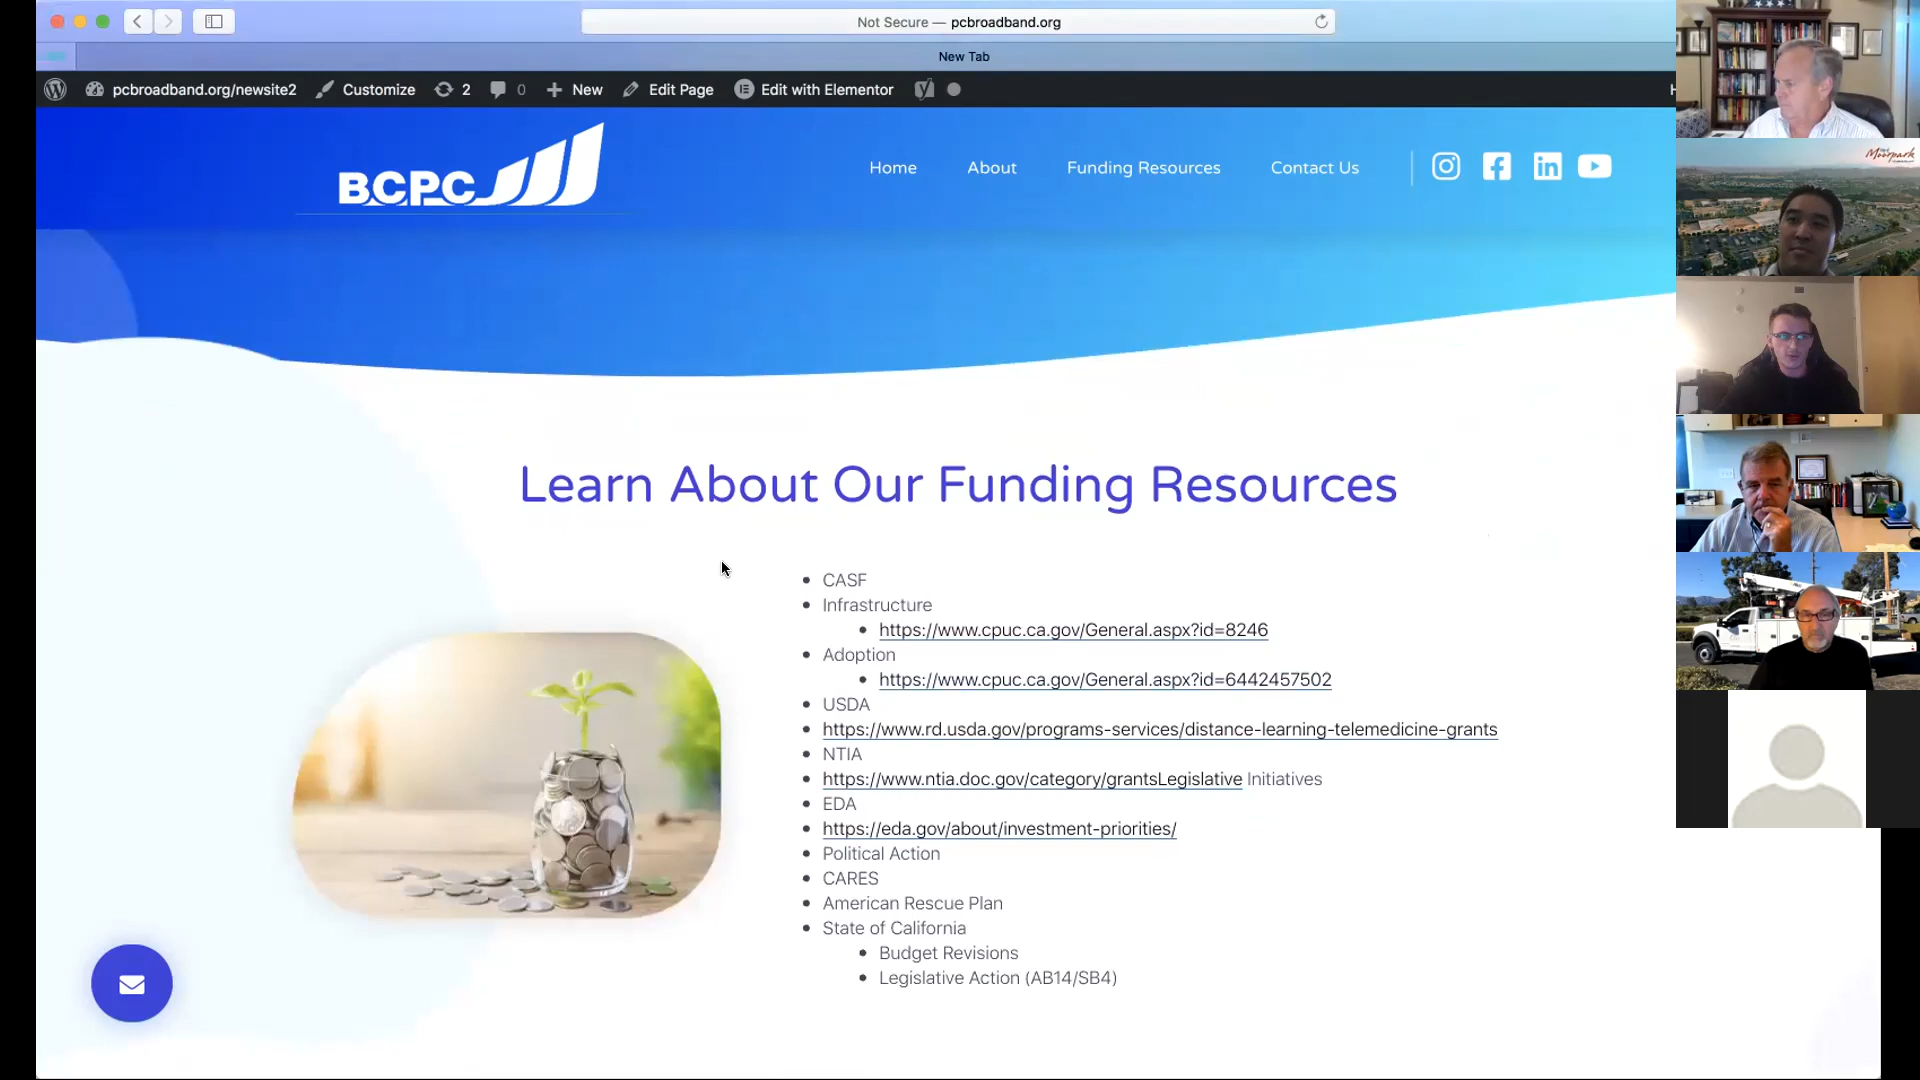 Not Secure — pcbroadband.org
New Tab
pcbroadband.org/newsite2 Customize 2 0 New Edit Page Edit with Elementor H
BCPC
Home About Funding Resources Contact Us
Moorpark
Learn About Our Funding Resources
CASF
Infrastructure
https://www.cpuc.ca.gov/General.aspx?id=8246
Adoption
https://www.cpuc.ca.gov/General.aspx?id=6442457502
USDA
https://www.rd.usda.gov/programs-services/distance-learning-telemedicine-grants
NTIA
https://www.ntia.doc.gov/category/grantsLegislative Initiatives
EDA
https://eda.gov/about/investment-priorities/
Political Action
CARES
American Rescue Plan
State of California
Budget Revisions
Legislative Action (AB14/SB4)